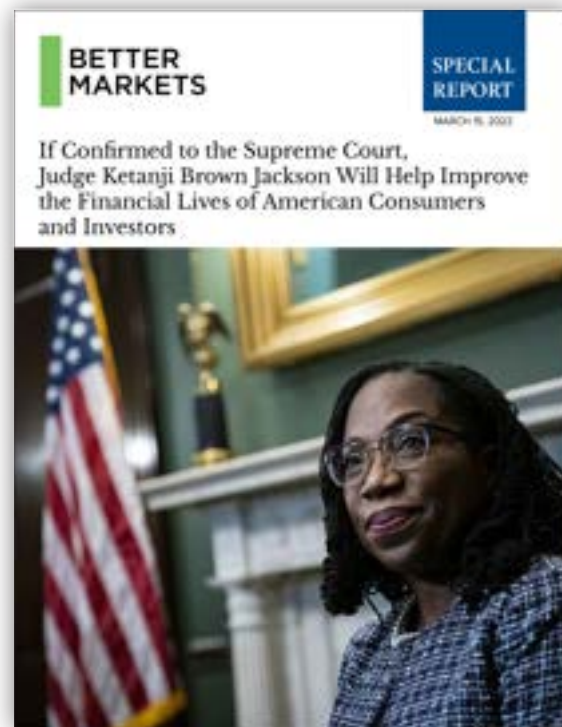 BETTER
MARKETS
SPECIAL
REPORT
MARCH 15, 2022
If Confirmed to the Supreme Court,
Judge Ketanji Brown Jackson Will Help Improve
the Financial Lives of American Consumers
and Investors